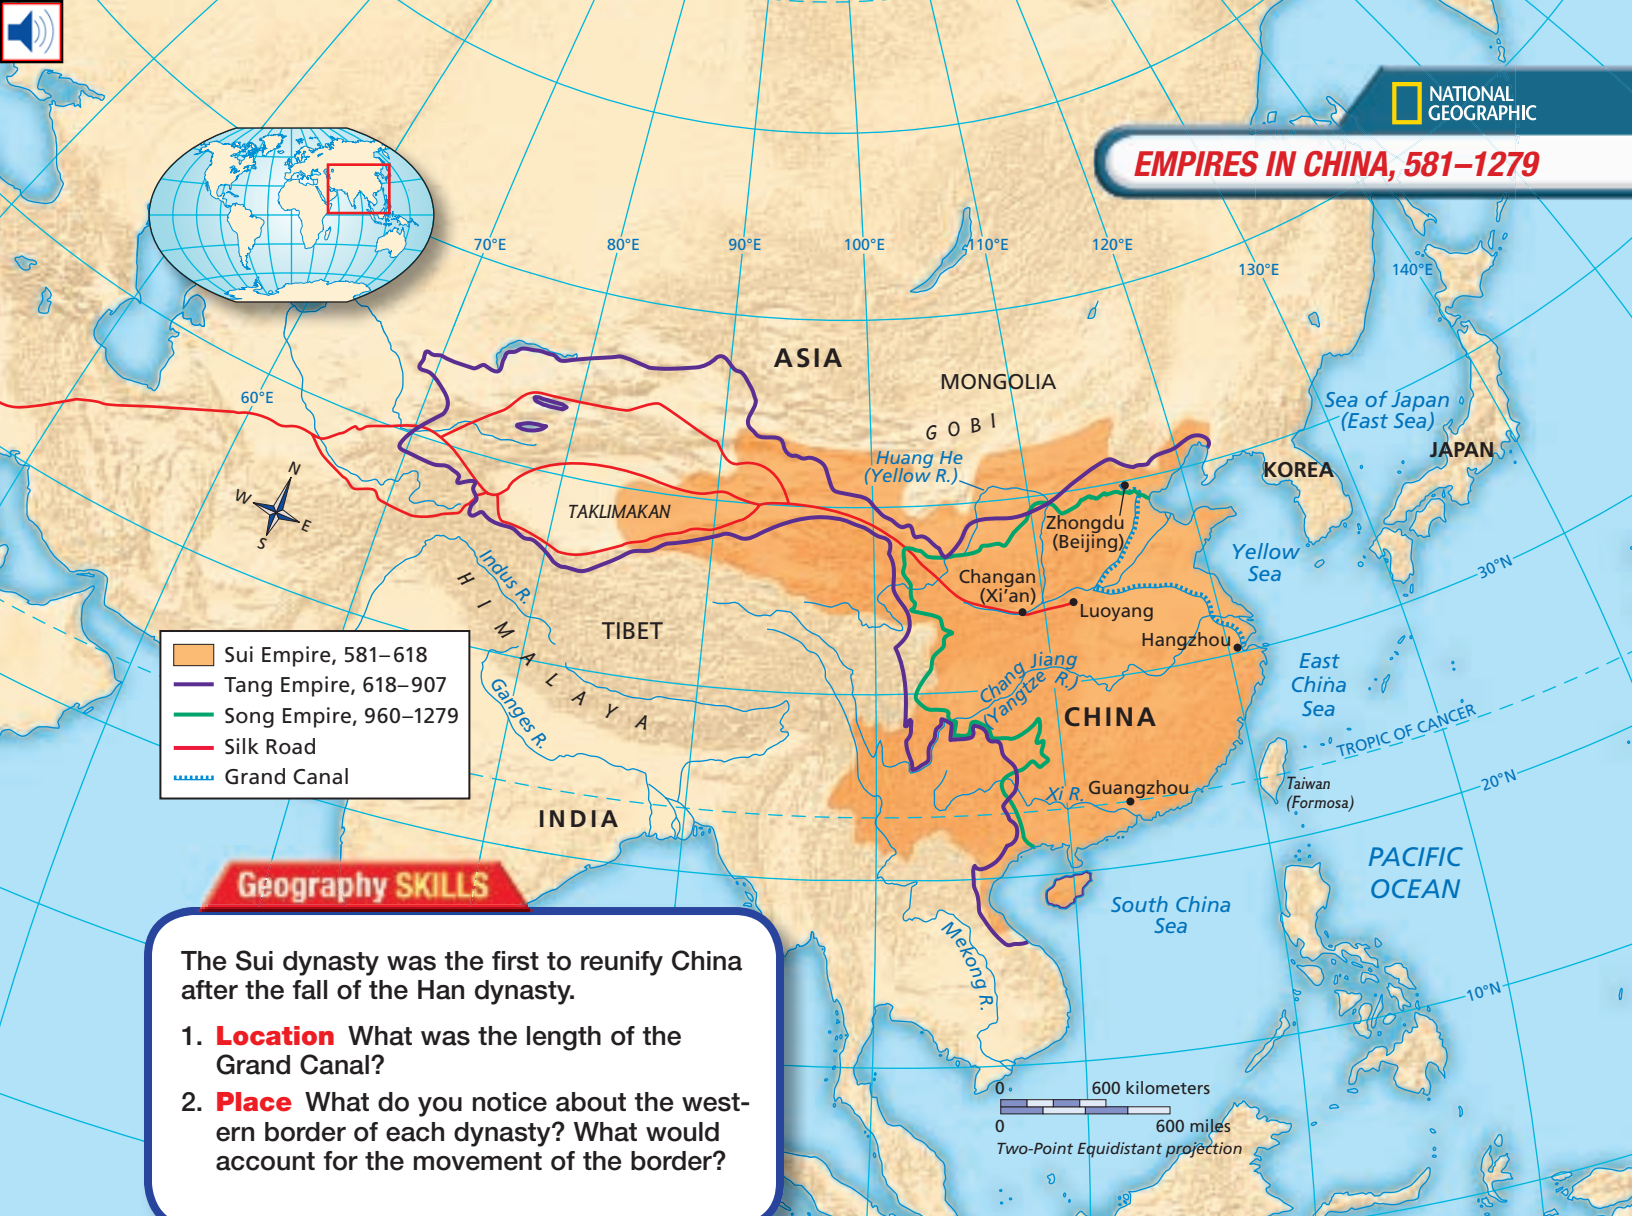 NATIONAL
GEOGRAPHIC
EMPIRES IN CHINA, 581–1279
70°E
80°E
90°E
100°E
110°E
120°E
130°E
140°E
60°E
ASIA
MONGOLIA
GOBI
Huang He
(Yellow R.)
Sea of Japan
(East Sea)
JAPAN
KOREA
N
W
E
S
TAKLIMAKAN
Zhongdu
(Beijing)
Yellow
Sea
30°N
Indus R.
HIMALAYA
Changan
(Xi'an)
Luoyang
TIBET
Hangzhou
Chang Jiang
(Yangtze R.)
East
China
Sea
CHINA
Ganges R.
TROPIC OF CANCER
20°N
Xi R.
Guangzhou
Taiwan
(Formosa)
INDIA
PACIFIC
OCEAN
South China
Sea
Mekong R.
10°N
Sui Empire, 581–618
Tang Empire, 618–907
Song Empire, 960–1279
Silk Road
Grand Canal
0
600 kilometers
0
600 miles
Two-Point Equidistant projection
Geography SKILLS
The Sui dynasty was the first to reunify China
after the fall of the Han dynasty.
1. Location What was the length of the
Grand Canal?
2. Place What do you notice about the west-
ern border of each dynasty? What would
account for the movement of the border?